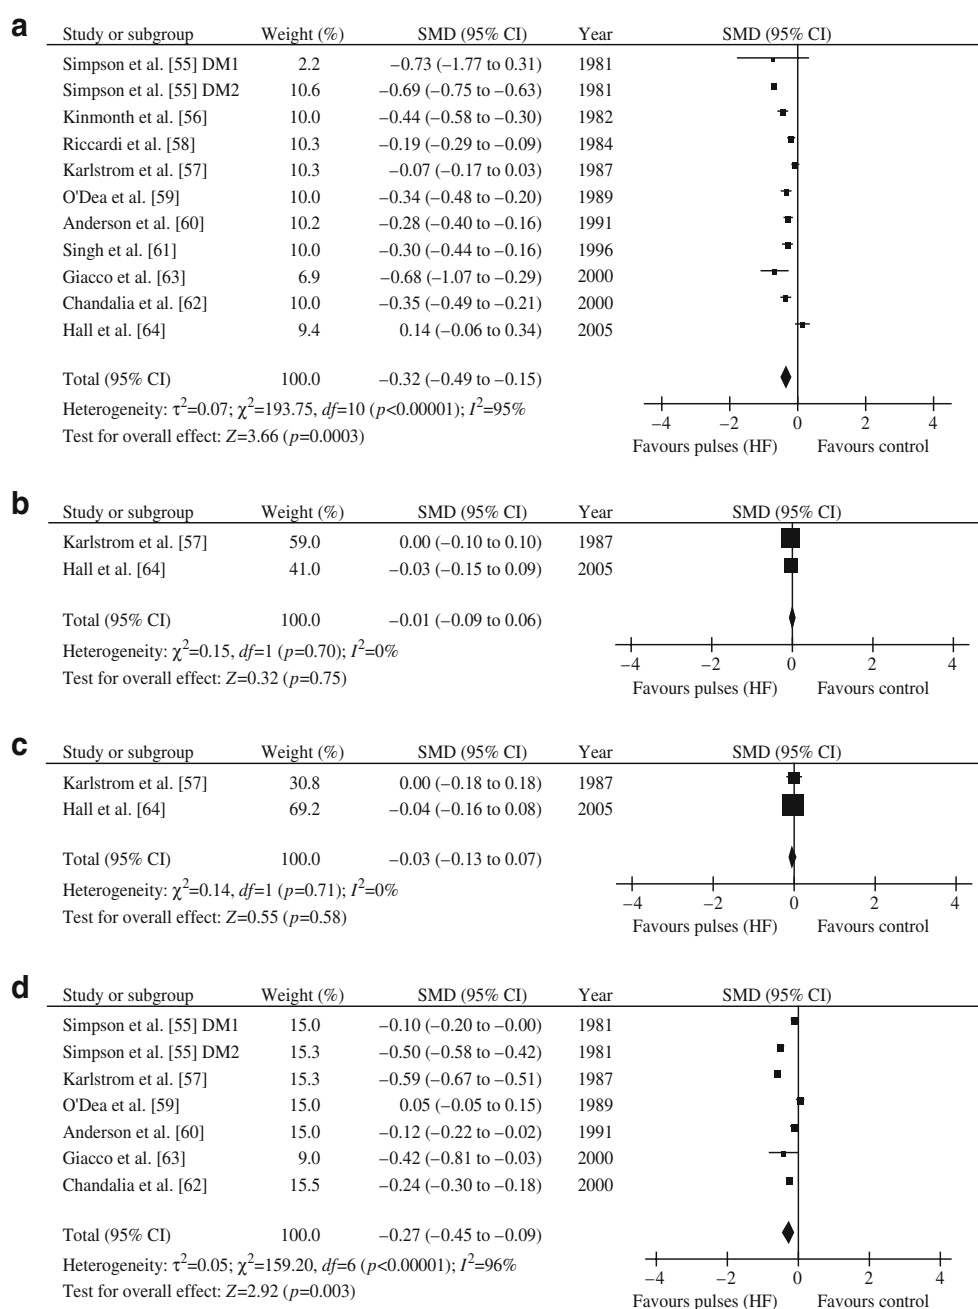 a
Study or subgroup Weight (%) SMD (95% CI) Year SMD (95% CI)
Simpson et al. [55] DM1 2.2 −0.73 (−1.77 to 0.31) 1981
Simpson et al. [55] DM2 10.6 −0.69 (−0.75 to −0.63) 1981
Kinmonth et al. [56] 10.0 −0.44 (−0.58 to −0.30) 1982
Riccardi et al. [58] 10.3 −0.19 (−0.29 to −0.09) 1984
Karlstrom et al. [57] 10.3 −0.07 (−0.17 to 0.03) 1987
O'Dea et al. [59] 10.0 −0.34 (−0.48 to −0.20) 1989
Anderson et al. [60] 10.2 −0.28 (−0.40 to −0.16) 1991
Singh et al. [61] 10.0 −0.30 (−0.44 to −0.16) 1996
Giacco et al. [63] 6.9 −0.68 (−1.07 to −0.29) 2000
Chandalia et al. [62] 10.0 −0.35 (−0.49 to −0.21) 2000
Hall et al. [64] 9.4 0.14 (−0.06 to 0.34) 2005
Total (95% CI) 100.0 −0.32 (−0.49 to −0.15)
Heterogeneity: τ²=0.07; χ²=193.75, df=10 (p<0.00001); I²=95%
−4 −2 0 2 4
Test for overall effect: Z=3.66 (p=0.0003)
Favours pulses (HF) Favours control
b
Study or subgroup Weight (%) SMD (95% CI) Year SMD (95% CI)
Karlstrom et al. [57] 59.0 0.00 (−0.10 to 0.10) 1987
Hall et al. [64] 41.0 −0.03 (−0.15 to 0.09) 2005
Total (95% CI) 100.0 −0.01 (−0.09 to 0.06)
Heterogeneity: χ²=0.15, df=1 (p=0.70); I²=0%
−4 −2 0 2 4
Test for overall effect: Z=0.32 (p=0.75)
Favours pulses (HF) Favours control
c
Study or subgroup Weight (%) SMD (95% CI) Year SMD (95% CI)
Karlstrom et al. [57] 30.8 0.00 (−0.18 to 0.18) 1987
Hall et al. [64] 69.2 −0.04 (−0.16 to 0.08) 2005
Total (95% CI) 100.0 −0.03 (−0.13 to 0.07)
Heterogeneity: χ²=0.14, df=1 (p=0.71); I²=0%
−4 −2 0 2 4
Test for overall effect: Z=0.55 (p=0.58)
Favours pulses (HF) Favours control
d
Study or subgroup Weight (%) SMD (95% CI) Year SMD (95% CI)
Simpson et al. [55] DM1 15.0 −0.10 (−0.20 to −0.00) 1981
Simpson et al. [55] DM2 15.3 −0.50 (−0.58 to −0.42) 1981
Karlstrom et al. [57] 15.3 −0.59 (−0.67 to −0.51) 1987
O'Dea et al. [59] 15.0 0.05 (−0.05 to 0.15) 1989
Anderson et al. [60] 15.0 −0.12 (−0.22 to −0.02) 1991
Giacco et al. [63] 9.0 −0.42 (−0.81 to −0.03) 2000
Chandalia et al. [62] 15.5 −0.24 (−0.30 to −0.18) 2000
Total (95% CI) 100.0 −0.27 (−0.45 to −0.09)
Heterogeneity: τ²=0.05; χ²=159.20, df=6 (p<0.00001); I²=96%
−4 −2 0 2 4
Test for overall effect: Z=2.92 (p=0.003)
Favours pulses (HF) Favours control